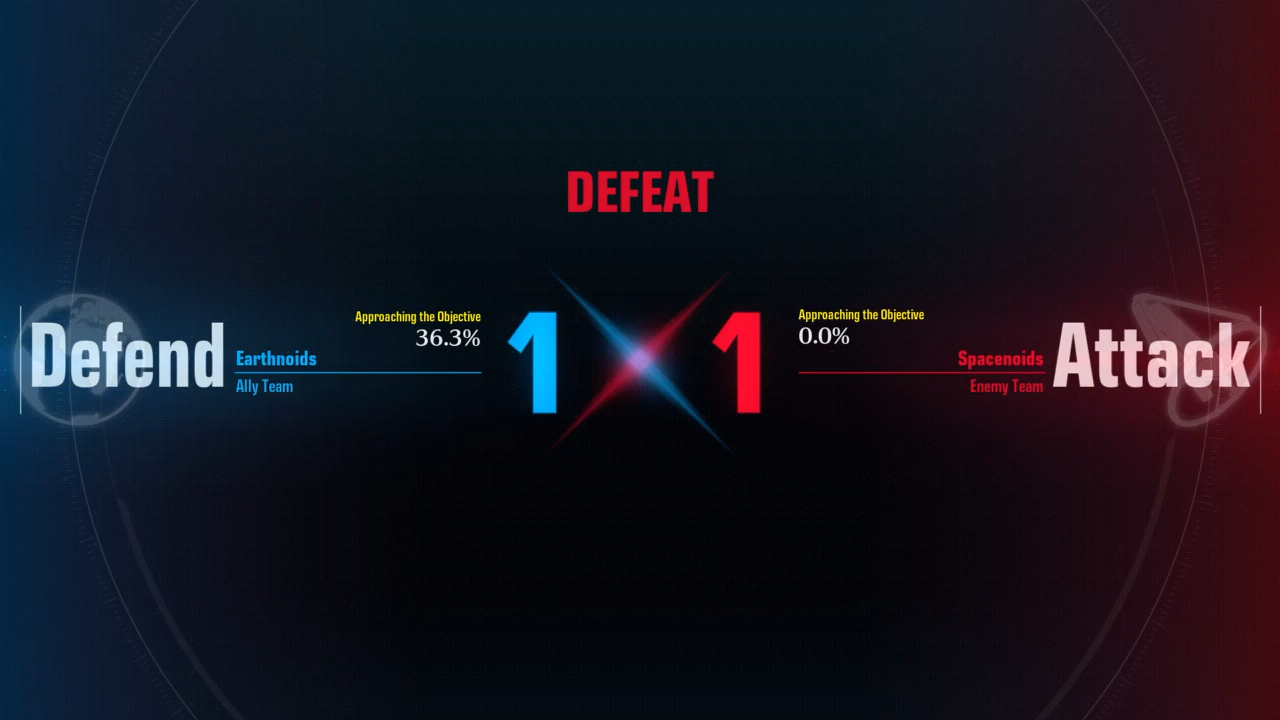 DEFEAT
Defend
Earthnoids
Ally Team
Approaching the Objective
36.3%
1
1
Approaching the Objective
0.0%
Spacenoids
Enemy Team
Attack